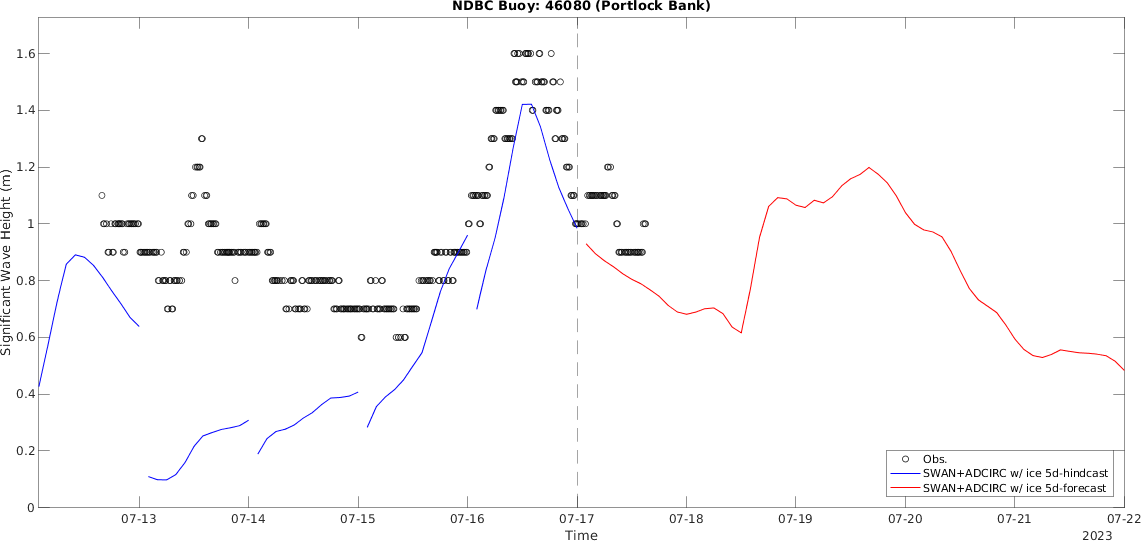 NDBC Buoy: 46080 (Portlock Bank)
1.6
1.4
1.2
1
0.8
0.6
0.4
0.2
0
Significant Wave Height (m)
Obs.
SWAN+ADCIRC w/ ice 5d-hindcast
SWAN+ADCIRC w/ ice 5d-forecast
07-13 07-14 07-15 07-16 07-17 07-18 07-19 07-20 07-21 07-22
Time
2023